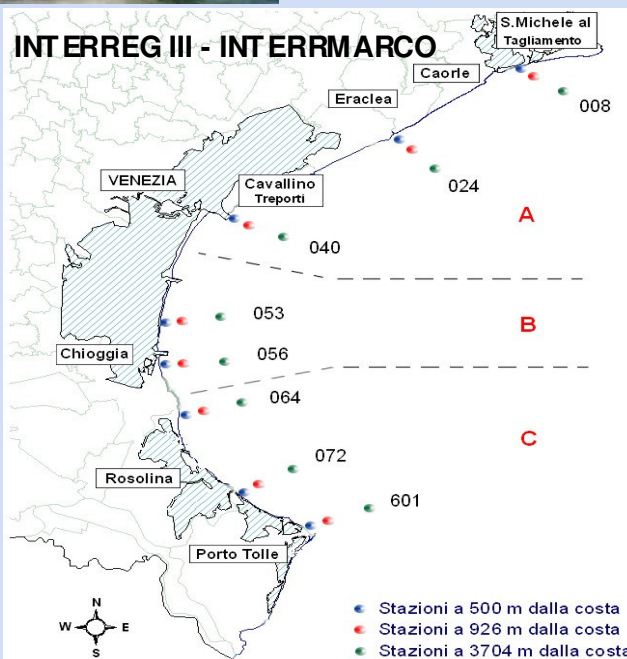 INTERREG III - INTERRMARCO
S.Michele al
Tagliamento
Caorle
008
Eraclea
024
VENEZIA
Cavallino
Treporti
A
040
053
B
Chioggia
056
064
C
072
Rosolina
601
Porto Tolle
N
W E
S
Stazioni a 500 m dalla costa
Stazioni a 926 m dalla costa
Stazioni a 3704 m dalla costa